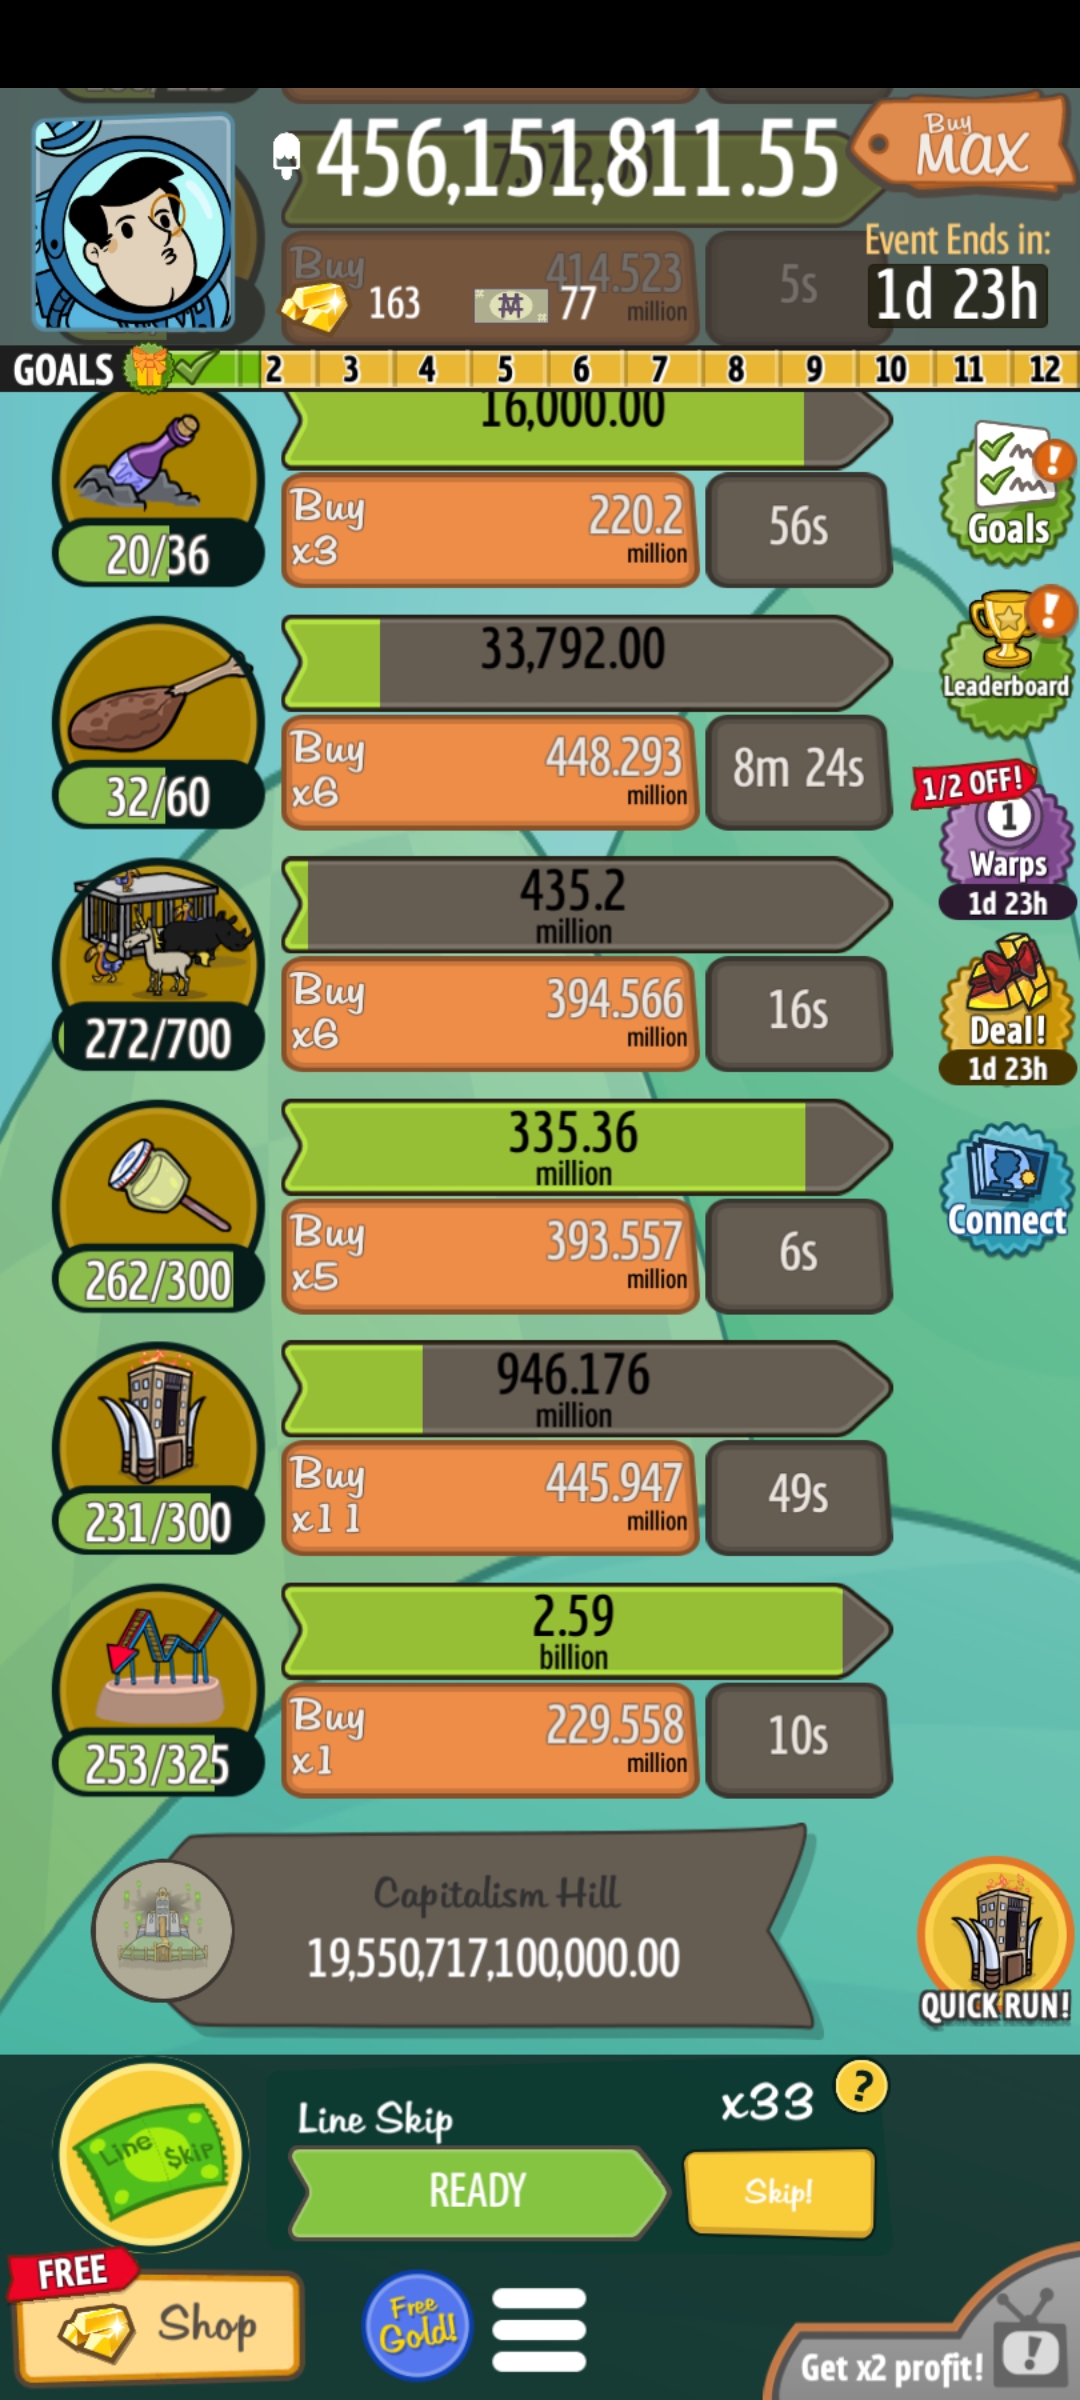 456,151,811.55
Buy
MAX
Buy
414.523
million
5s
163
77
Event Ends in:
1d 23h
GOALS 2 3 4 5 6 7 8 9 10 11 12
16,000.00
20/36
Buy
x3
220.2
million
56s
Goals
33,792.00
32/60
Buy
x6
448.293
million
8m 24s
Leaderboard
1/2 OFF!
1
Warps
1d 23h
435.2
million
272/700
Buy
x6
394.566
million
16s
Deal!
1d 23h
335.36
million
262/300
Buy
x5
393.557
million
6s
Connect
946.176
million
231/300
Buy
x11
445.947
million
49s
2.59
billion
253/325
Buy
x1
229.558
million
10s
Capitalism Hill
19,550,717,100,000.00
QUICK RUN!
Line $kip
Line Skip
x33
?
READY
Skip!
FREE
Shop
Free
Gold!
Get x2 profit!